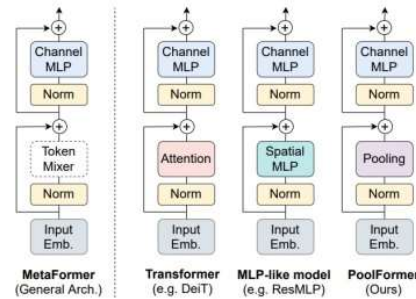 Channel
MLP
Norm
Token
Mixer
Norm
Input
Emb.
MetaFormer
(General Arch.)
Channel
MLP
Norm
Attention
Norm
Input
Emb.
Transformer
(e.g. DeiT)
Channel
MLP
Norm
Spatial
MLP
Norm
Input
Emb.
MLP-like model
(e.g. ResMLP)
Channel
MLP
Norm
Pooling
Norm
Input
Emb.
PoolFormer
(Ours)